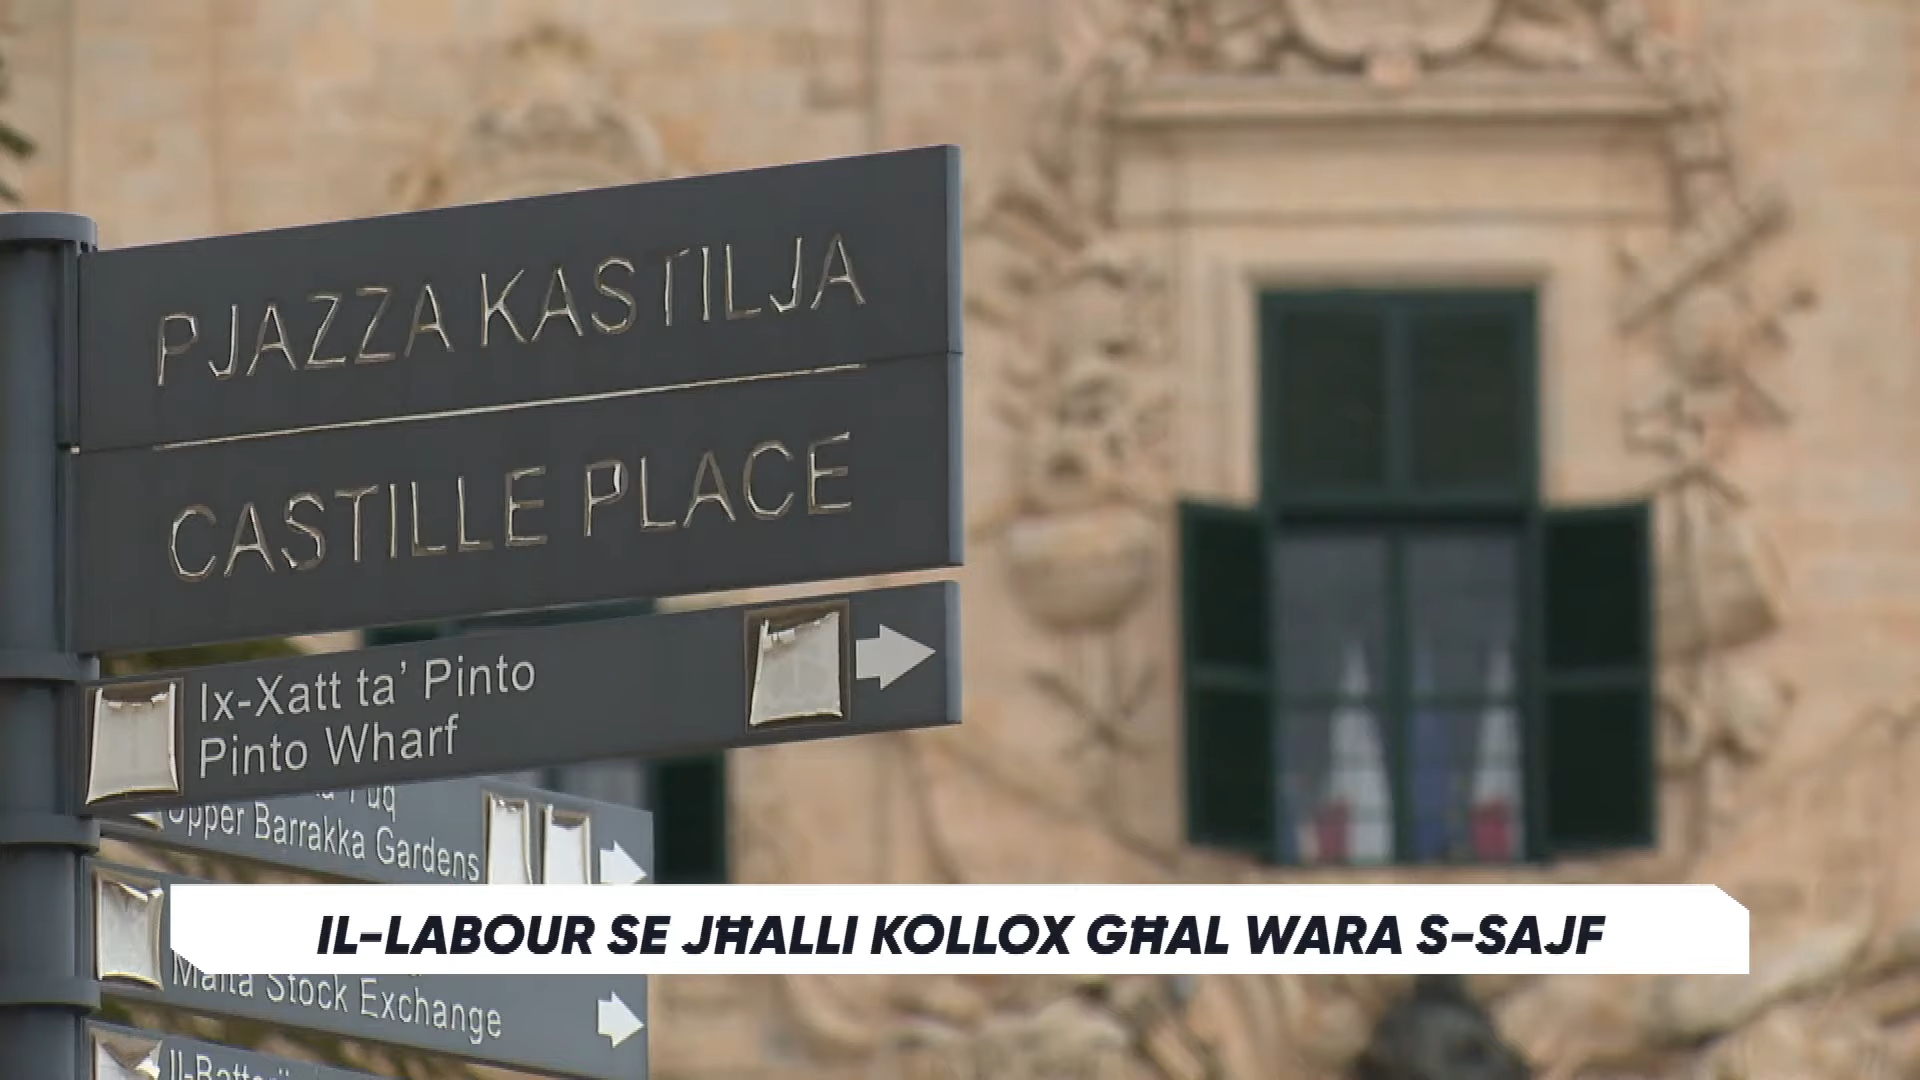 PJAZZA KASTILJA
CASTILLE PLACE
Ix-Xatt ta' Pinto
Pinto Wharf
Upper Barrakka Gardens
IL-LABOUR SE JĦALLI KOLLOX GĦAL WARA S-SAJF
Malta Stock Exchange